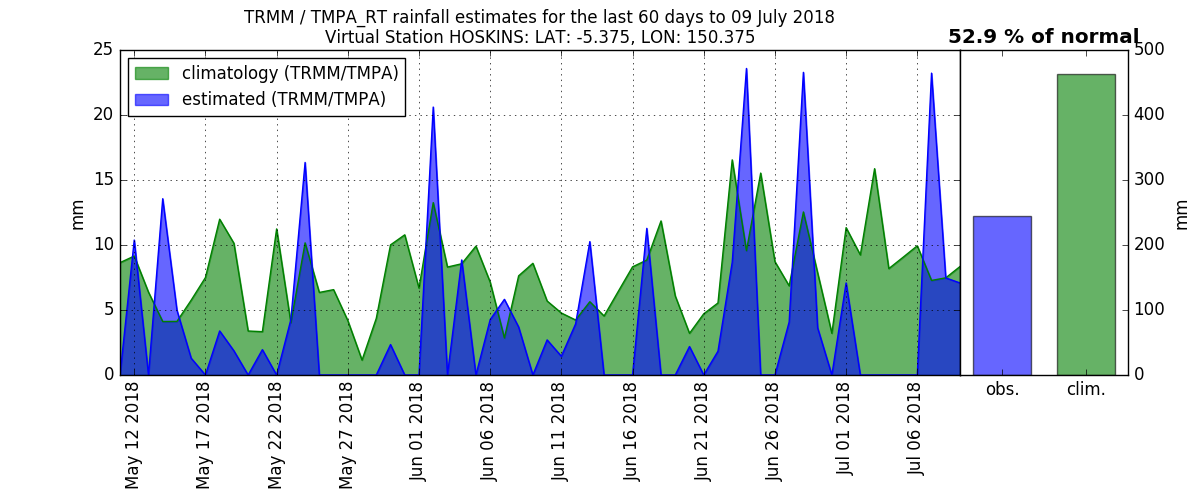 TRMM / TMPA_RT rainfall estimates for the last 60 days to 09 July 2018
Virtual Station HOSKINS: LAT: -5.375, LON: 150.375
52.9 % of normal
climatology (TRMM/TMPA)
estimated (TRMM/TMPA)
25
20
15
10
5
0
mm
May 12 2018
May 17 2018
May 22 2018
May 27 2018
Jun 01 2018
Jun 06 2018
Jun 11 2018
Jun 16 2018
Jun 21 2018
Jun 26 2018
Jul 01 2018
Jul 06 2018
500
400
300
200
100
0
mm
obs.
clim.